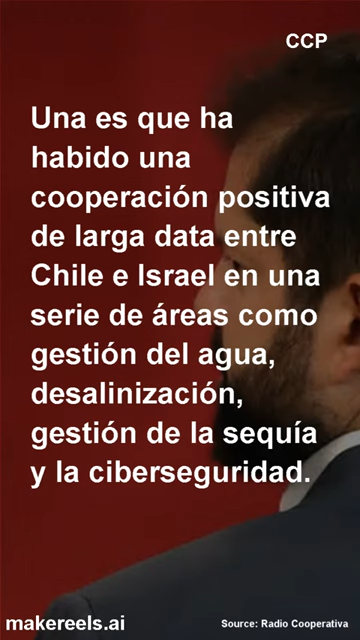 CCP
Una es que ha
habido una
cooperación positiva
de larga data entre
Chile e Israel en una
serie de áreas como
gestión del agua,
desalinización,
gestión de la sequía
y la ciberseguridad.
makereels.ai
Source: Radio Cooperativa